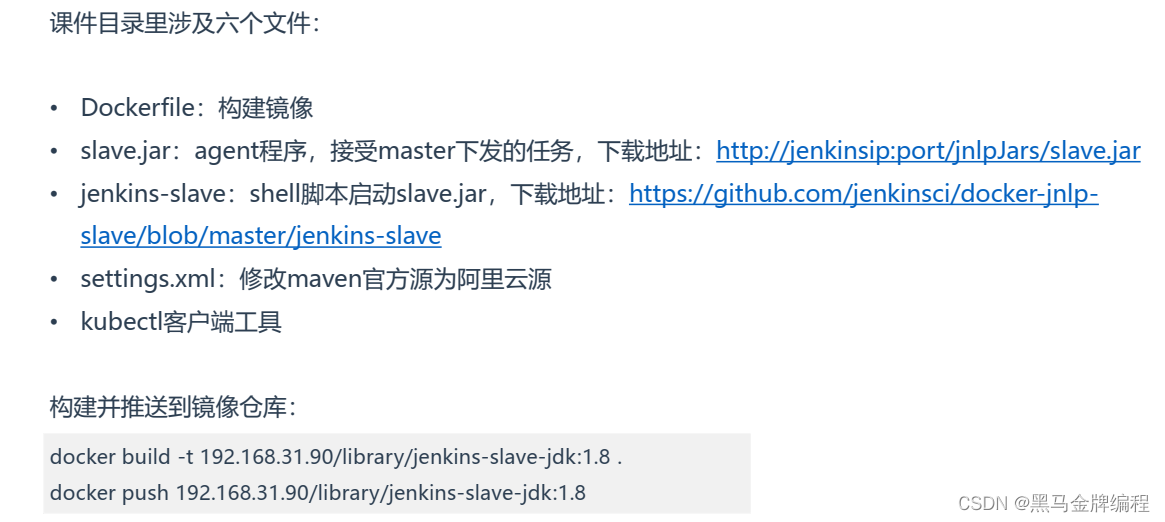 课件目录里涉及六个文件：
• Dockerfile：构建镜像
• slave.jar：agent程序，接受master下发的任务，下载地址：http://jenkinsip:port/jnlpJars/slave.jar
• jenkins-slave：shell脚本启动slave.jar，下载地址：https://github.com/jenkinsci/docker-jnlp-
slave/blob/master/jenkins-slave
• settings.xml：修改maven官方源为阿里云源
• kubectl客户端工具
构建并推送到镜像仓库：
docker build -t 192.168.31.90/library/jenkins-slave-jdk:1.8 .
docker push 192.168.31.90/library/jenkins-slave-jdk:1.8
CSDN @黑马金牌编程